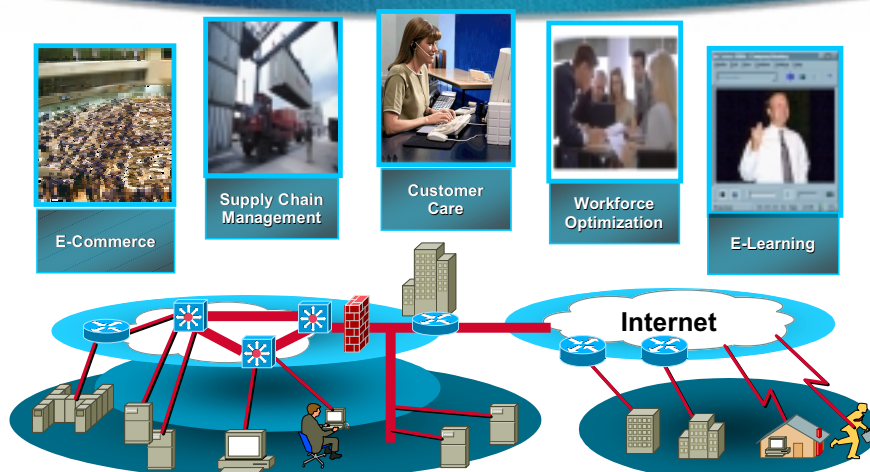 E-Commerce
Supply Chain
Management
Customer
Care
Workforce
Optimization
E-Learning
Internet